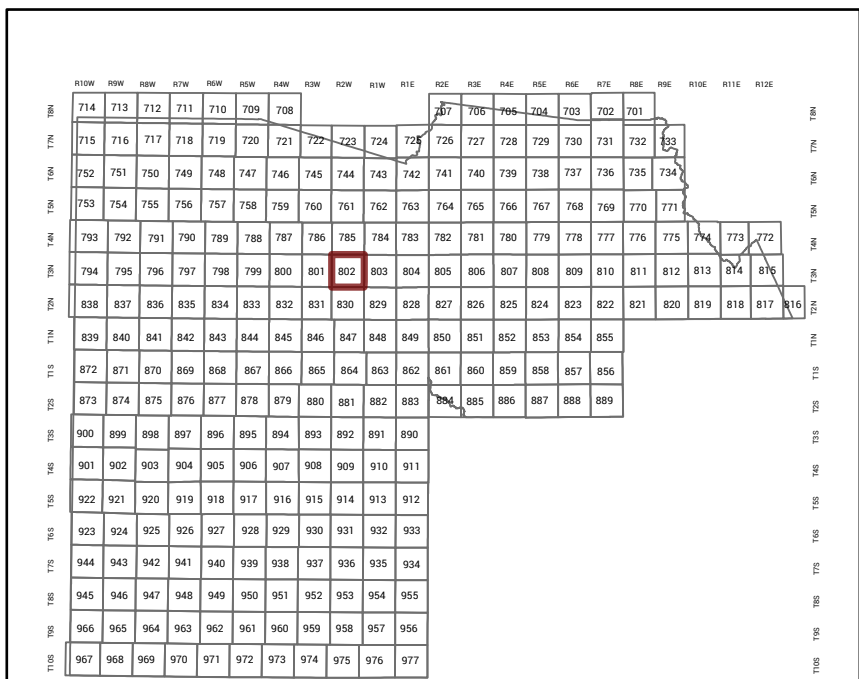 R10W R9W R8W R7W R6W R5W R4W R3W R2W R1W R1E R2E R3E R4E R5E R6E R7E R8E R9E R10E R11E R12E
T8N 714 713 712 711 710 709 708 707 706 705 704 703 702 701 T8N
T7N 715 716 717 718 719 720 721 722 723 724 725 726 727 728 729 730 731 732 733 T7N
T6N 752 751 750 749 748 747 746 745 744 743 742 741 740 739 738 737 736 735 734 T6N
T5N 753 754 755 756 757 758 759 760 761 762 763 764 765 766 767 768 769 770 771 T5N
T4N 793 792 791 790 789 788 787 786 785 784 783 782 781 780 779 778 777 776 775 774 773 772 T4N
T3N 794 795 796 797 798 799 800 801 802 803 804 805 806 807 808 809 810 811 812 813 814 815 T3N
T2N 838 837 836 835 834 833 832 831 830 829 828 827 826 825 824 823 822 821 820 819 818 817 816 T2N
T1N 839 840 841 842 843 844 845 846 847 848 849 850 851 852 853 854 855 T1N
T1S 872 871 870 869 868 867 866 865 864 863 862 861 860 859 858 857 856 T1S
T2S 873 874 875 876 877 878 879 880 881 882 883 884 885 886 887 888 889 T2S
T3S 900 899 898 897 896 895 894 893 892 891 890 T3S
T4S 901 902 903 904 905 906 907 908 909 910 911 T4S
T5S 922 921 920 919 918 917 916 915 914 913 912 T5S
T6S 923 924 925 926 927 928 929 930 931 932 933 T6S
T7S 944 943 942 941 940 939 938 937 936 935 934 T7S
T8S 945 946 947 948 949 950 951 952 953 954 955 T8S
T9S 966 965 964 963 962 961 960 959 958 957 956 T9S
T10S 967 968 969 970 971 972 973 974 975 976 977 T10S